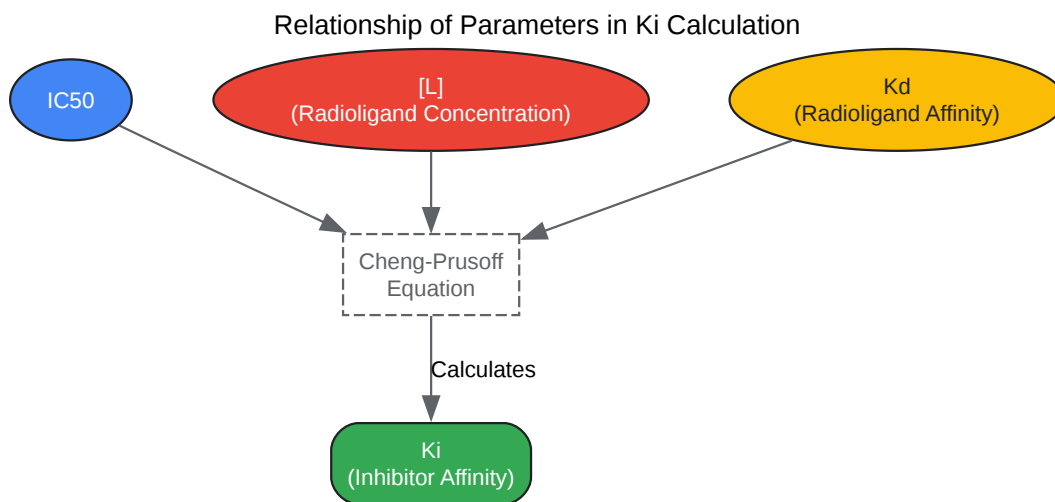 Relationship of Parameters in Ki Calculation
IC50
[L]
(Radioligand Concentration)
Kd
(Radioligand Affinity)
Cheng-Prusoff
Equation
Calculates
Ki
(Inhibitor Affinity)